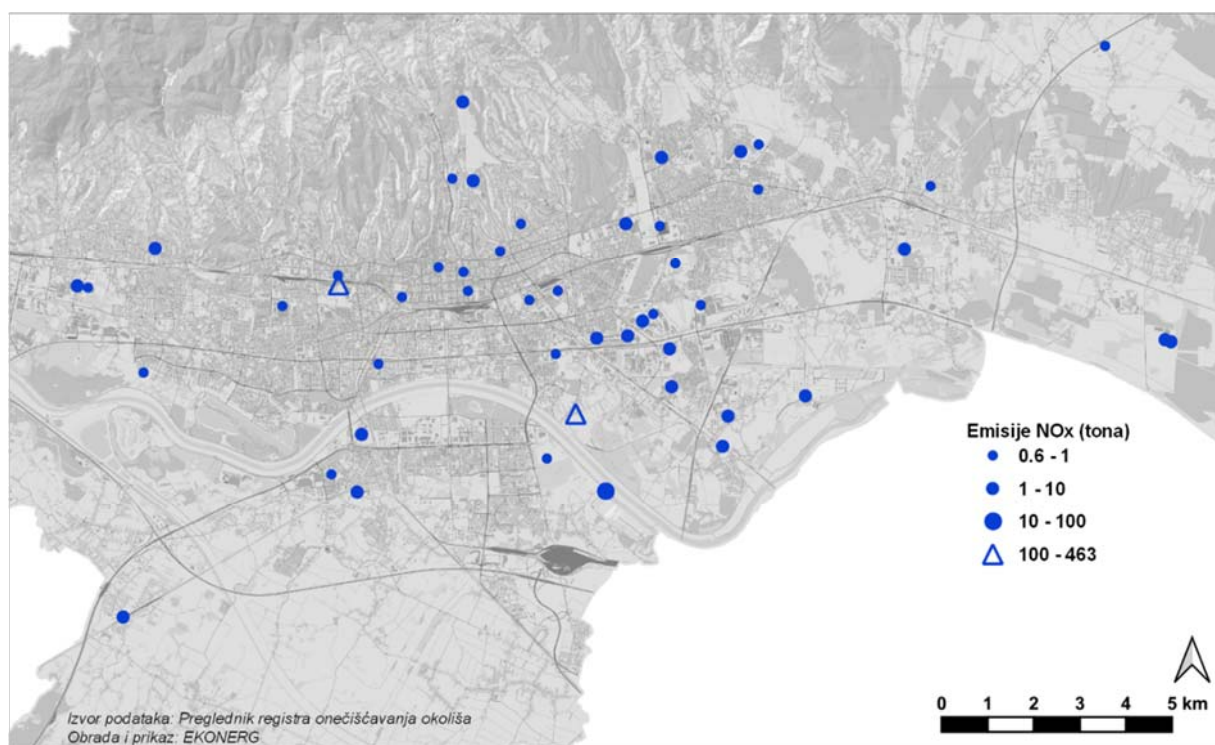 Emisije NOx (tona)
0.6 - 1
1 - 10
10 - 100
100 - 463
Izvor podataka: Preglednik registra onečišćavanja okoliša
Obrada i prikaz: EKONERG
0 1 2 3 4 5 km